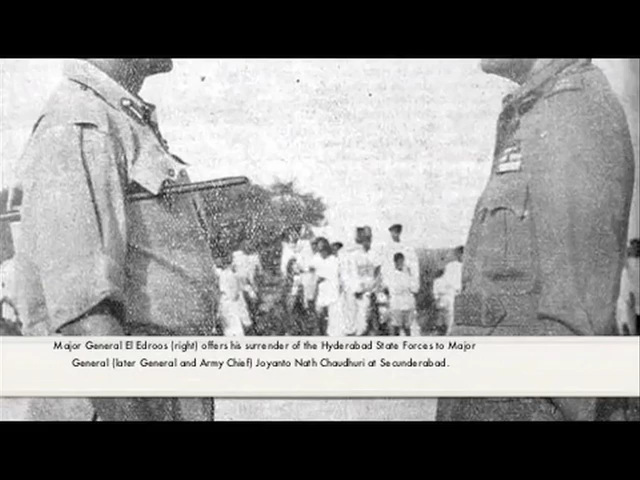 Major General El Edroos (right) offers his surrender of the Hyderabad State Forces to Major
General (later General and Army Chief) Joyanto Nath Chaudhuri at Secunderabad.